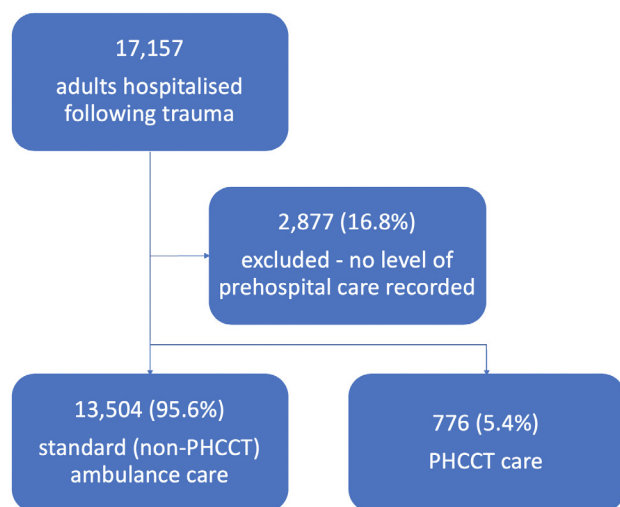 17,157
adults hospitalised
following trauma
2,877 (16.8%)
excluded - no level of
prehospital care recorded
13,504 (95.6%)
standard (non-PHCCT)
ambulance care
776 (5.4%)
PHCCT care